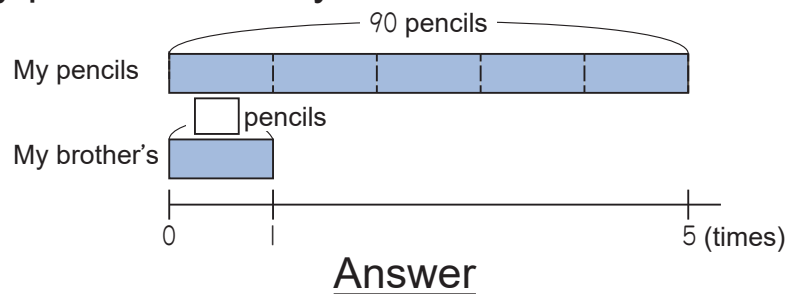 90 pencils
My pencils
pencils
My brother's
0 1 5 (times)
Answer